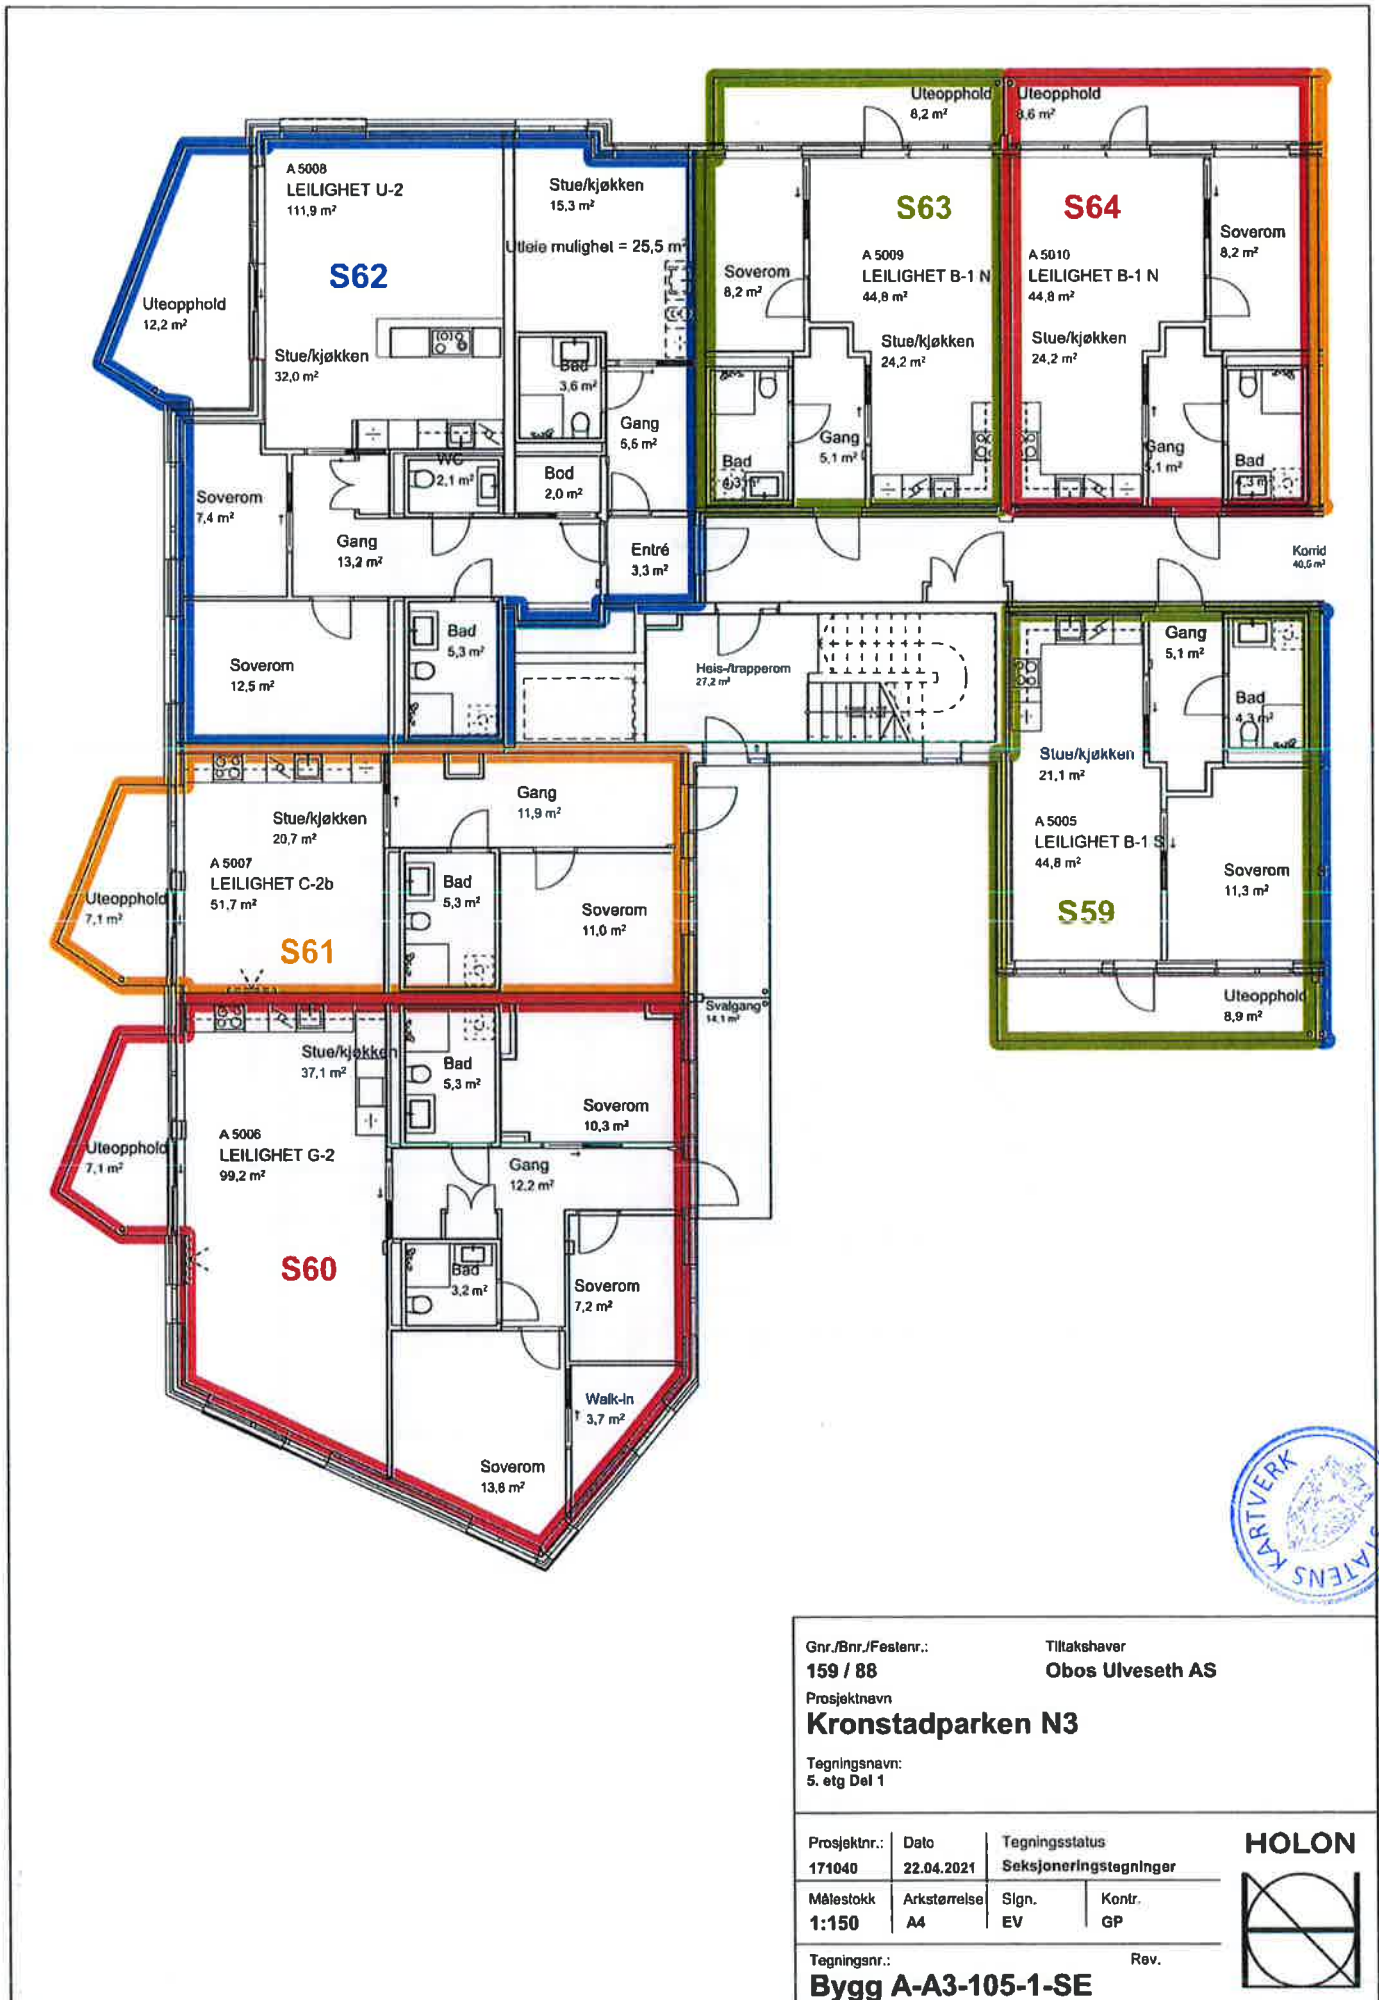 Uteopphold
8,2 m²
Uteopphold
8,6 m²
A 5008
LEILIGHET U-2
111,9 m²
Stue/kjøkken
15,3 m²
Utleie mulighet = 25,5 m²
S62
Uteopphold
12,2 m²
Stue/kjøkken
32,0 m²
Bad
3,6 m²
Gang
5,6 m²
WC
2,1 m²
Bod
2,0 m²
Soverom
7,4 m²
Gang
13,2 m²
Entré
3,3 m²
Soverom
12,5 m²
Bad
5,3 m²
S63
A 5009
LEILIGHET B-1 N
44,8 m²
Soverom
8,2 m²
Stue/kjøkken
24,2 m²
Gang
5,1 m²
Bad
4,3 m²
S64
A 5010
LEILIGHET B-1 N
44,8 m²
Soverom
8,2 m²
Stue/kjøkken
24,2 m²
Gang
5,1 m²
Bad
4,3 m²
Korrid
Heis-/trapperom
27,2 m²
Gang
5,1 m²
Bad
4,3 m²
Stue/kjøkken
21,1 m²
A 5005
LEILIGHET B-1 S
44,8 m²
S59
Soverom
11,3 m²
Uteopphold
8,9 m²
Gang
11,9 m²
Stue/kjøkken
20,7 m²
A 5007
LEILIGHET C-2b
51,7 m²
Uteopphold
7,1 m²
Bad
5,3 m²
Soverom
11,0 m²
S61
Svalgang
14,1 m²
Stue/kjøkken
37,1 m²
Bad
5,3 m²
Soverom
10,3 m²
A 5006
LEILIGHET G-2
99,2 m²
Uteopphold
7,1 m²
Gang
12,2 m²
S60
Bad
3,2 m²
Soverom
7,2 m²
Walk-in
3,7 m²
Soverom
13,8 m²
STATENS KARTVERK
Gnr./Bnr./Festenr.:
159 / 88
Tiltakshaver
Obos Ulveseth AS
Prosjektnavn
Kronstadparken N3
Tegningsnavn:
5. etg Del 1
Prosjektnr.:
171040
Dato
22.04.2021
Tegningsstatus
Seksjoneringstegninger
HOLON
Målestokk
1:150
Arkstørrelse
A4
Sign.
EV
Kontr.
GP
Tegningsnr.:
Rev.
Bygg A-A3-105-1-SE